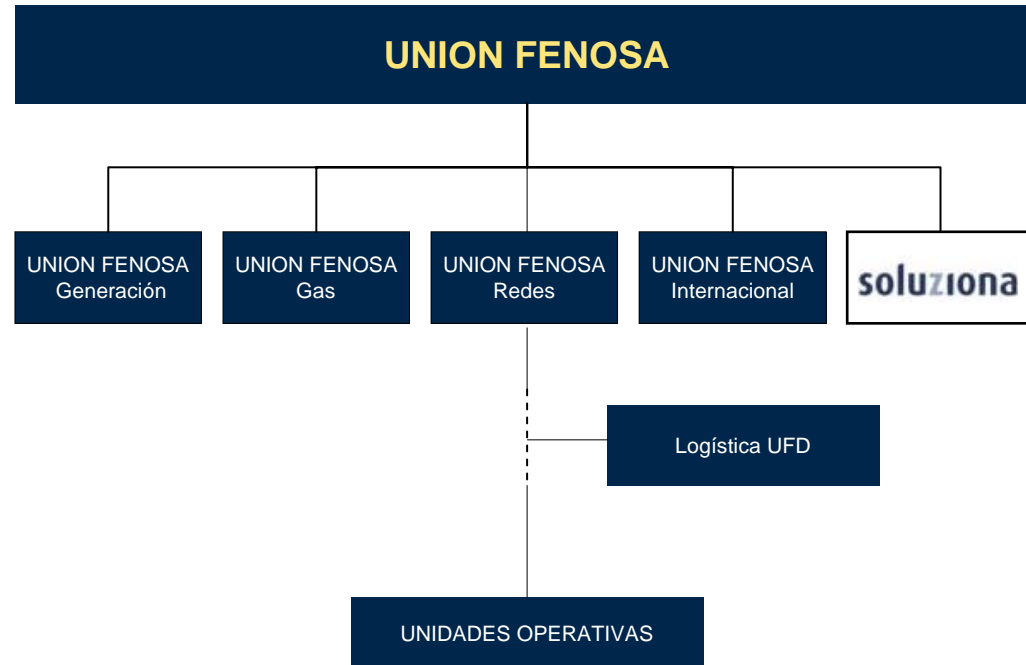 UNION FENOSA
UNION FENOSA
Generación
UNION FENOSA
Gas
UNION FENOSA
Redes
UNION FENOSA
Internacional
soluziona
Logística UFD
UNIDADES OPERATIVAS